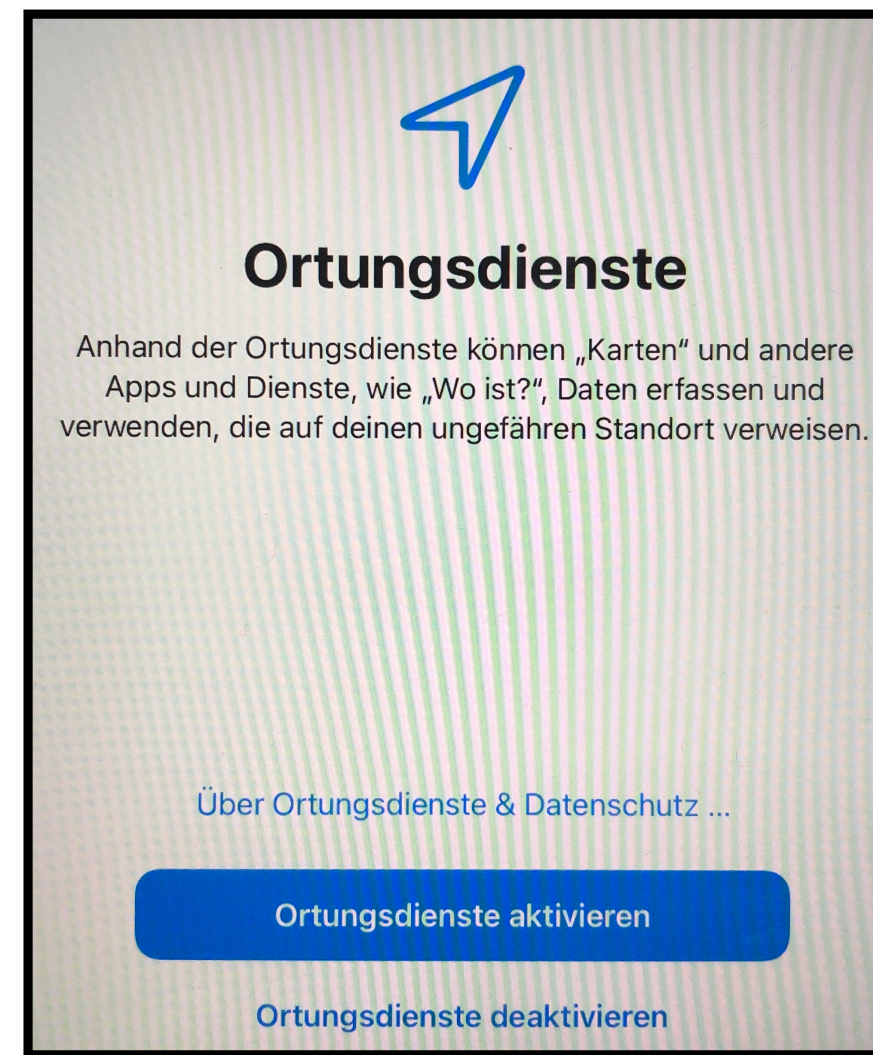 Ortungsdienste
Anhand der Ortungsdienste können „Karten“ und andere
Apps und Dienste, wie „Wo ist?“, Daten erfassen und
verwenden, die auf deinen ungefähren Standort verweisen.
Über Ortungsdienste & Datenschutz ...
Ortungsdienste aktivieren
Ortungsdienste deaktivieren